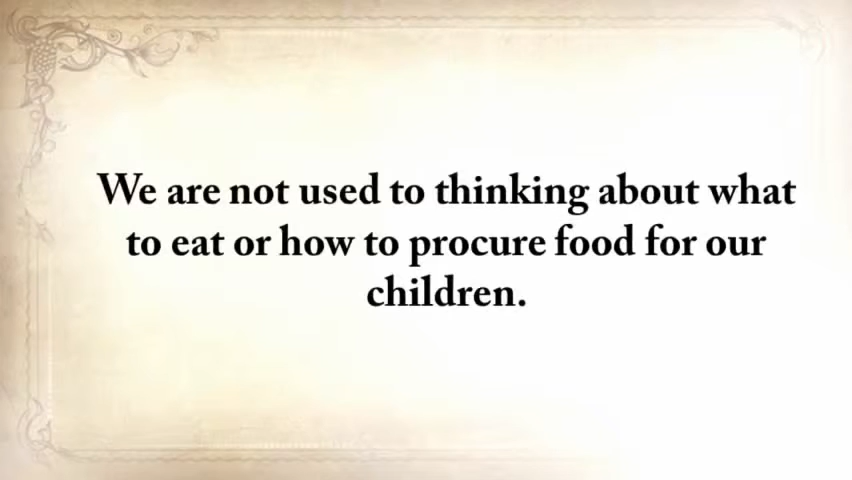 We are not used to thinking about what
to eat or how to procure food for our
children.